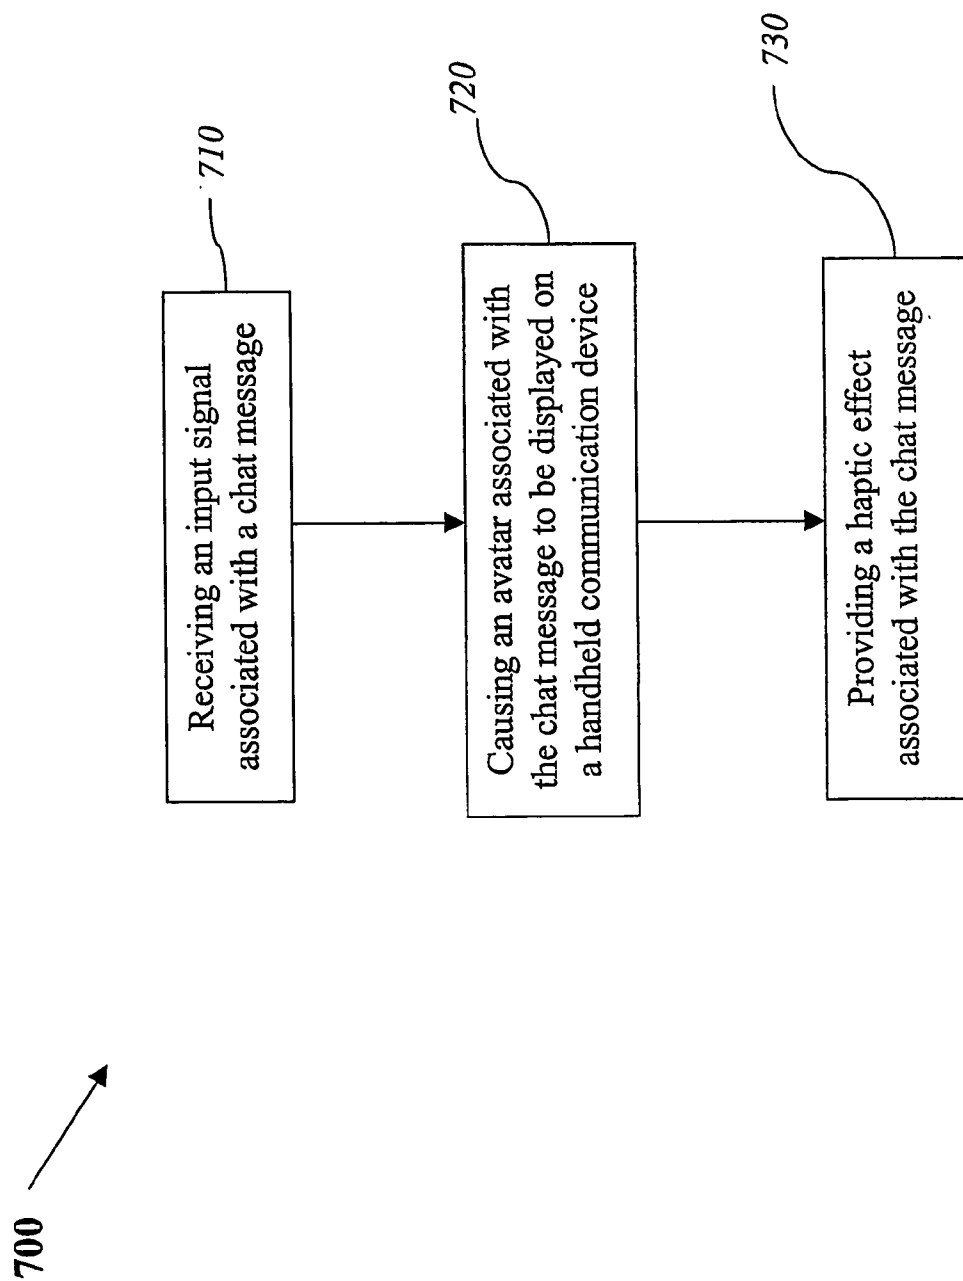 700
710
Receiving an input signal
associated with a chat message
720
Causing an avatar associated with
the chat message to be displayed on
a handheld communication device
730
Providing a haptic effect
associated with the chat message